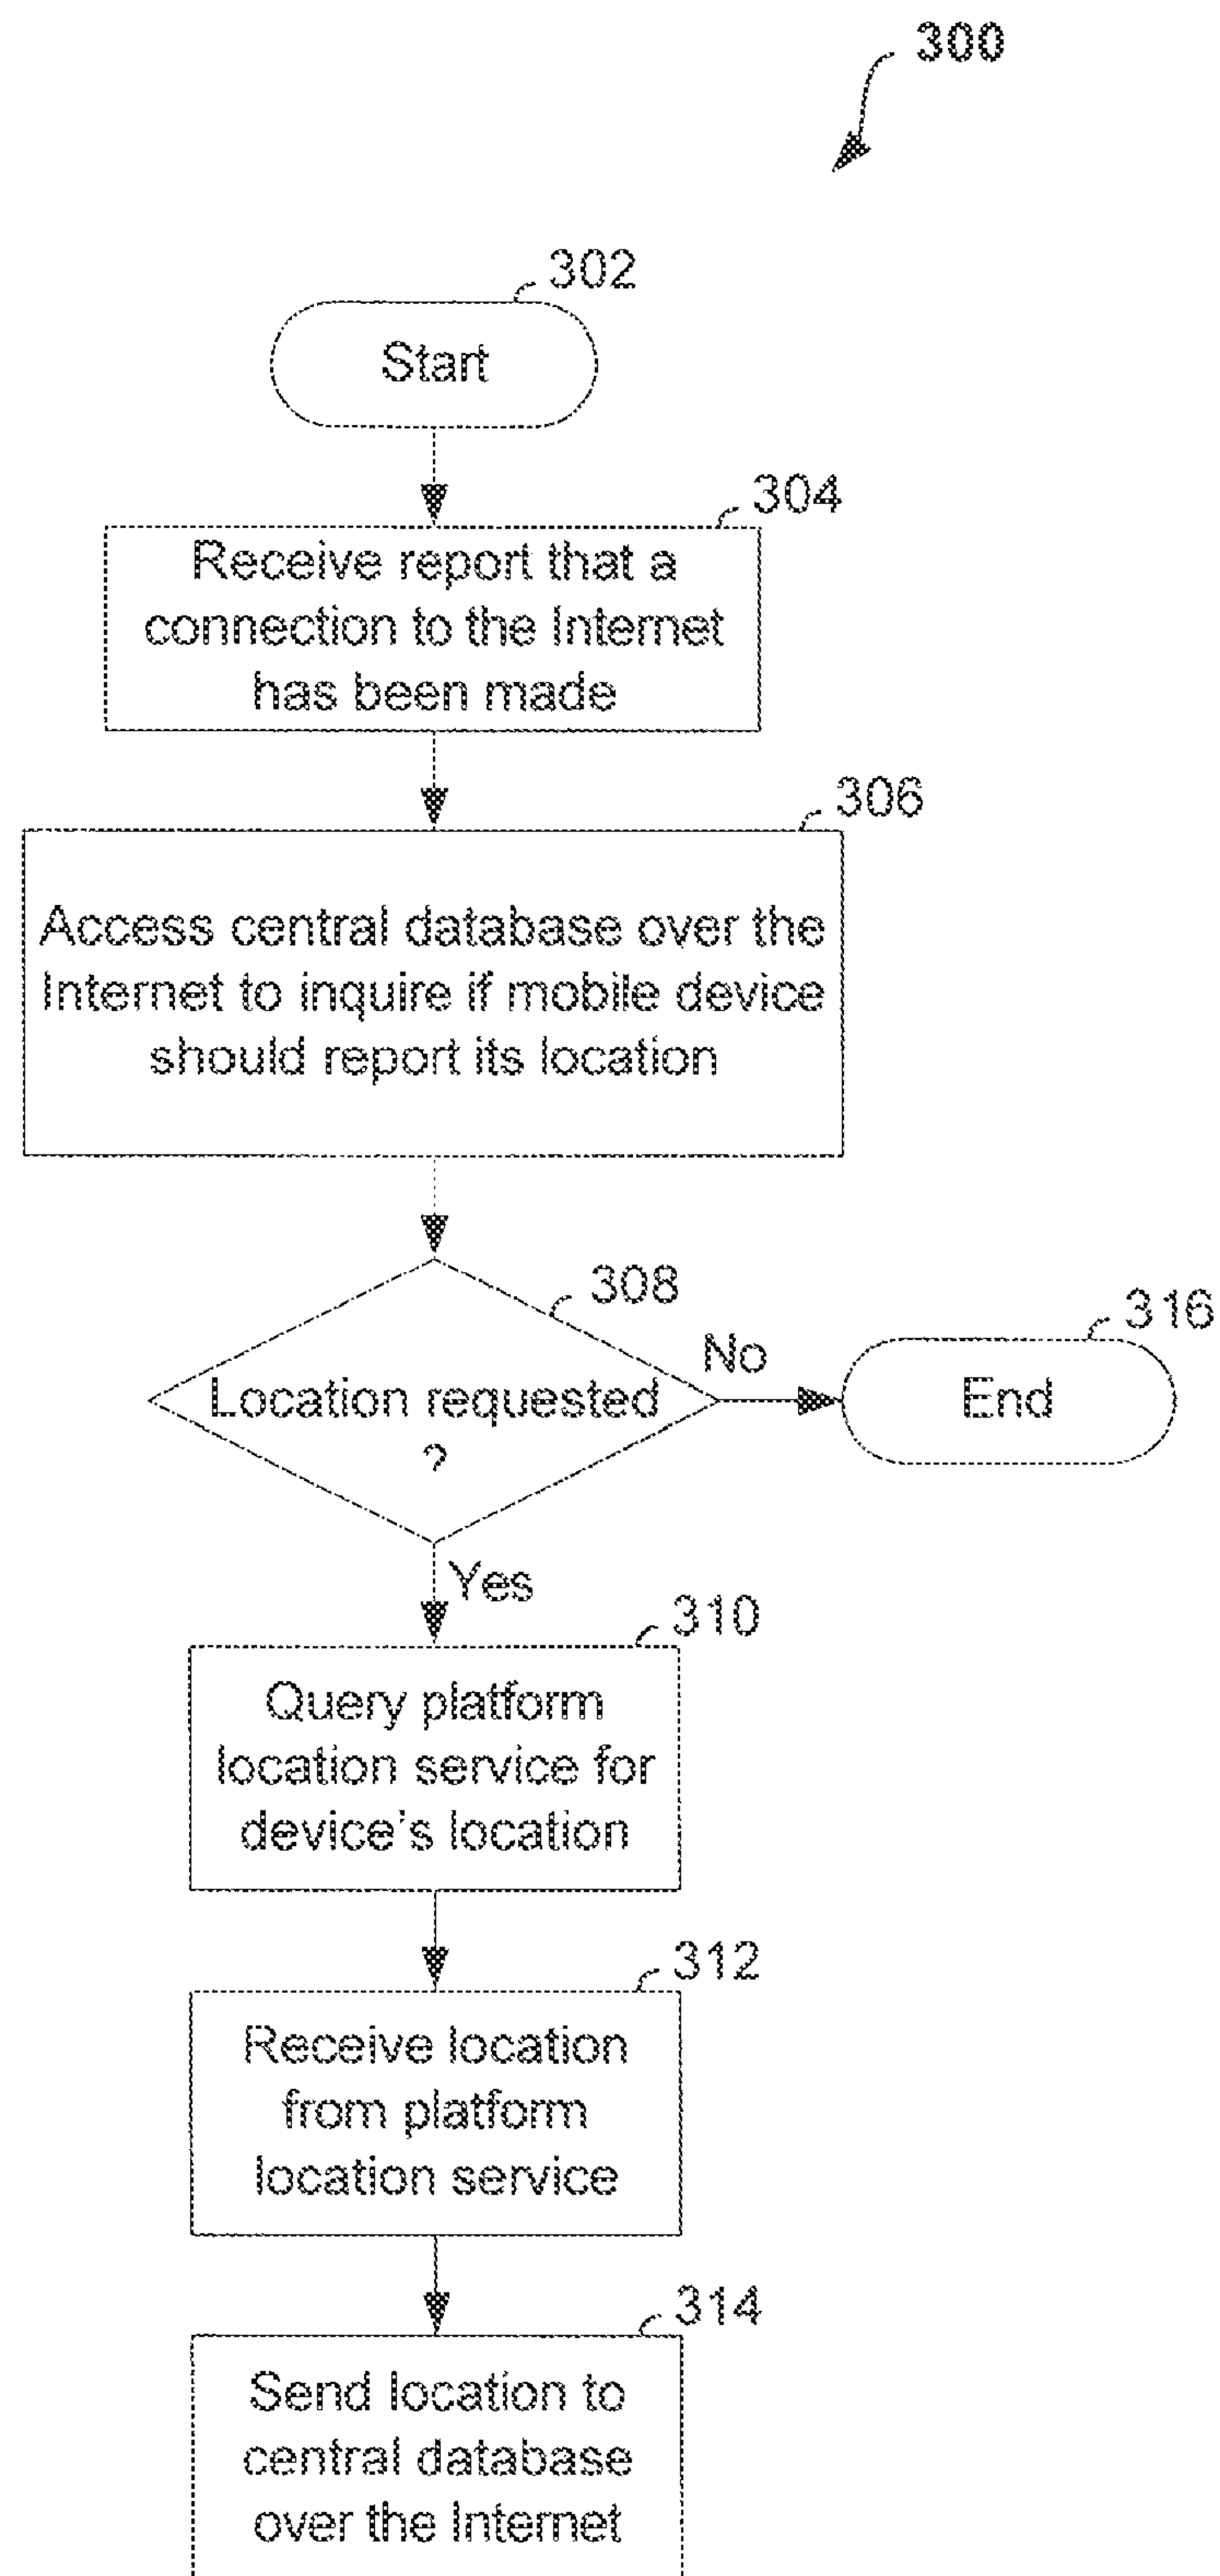 300
302
Start
304
Receive report that a
connection to the Internet
has been made
306
Access central database over the
Internet to inquire if mobile device
should report its location
308
Location requested
?
No
316
End
Yes
310
Query platform
location service for
device's location
312
Receive location
from platform
location service
314
Send location to
central database
over the Internet